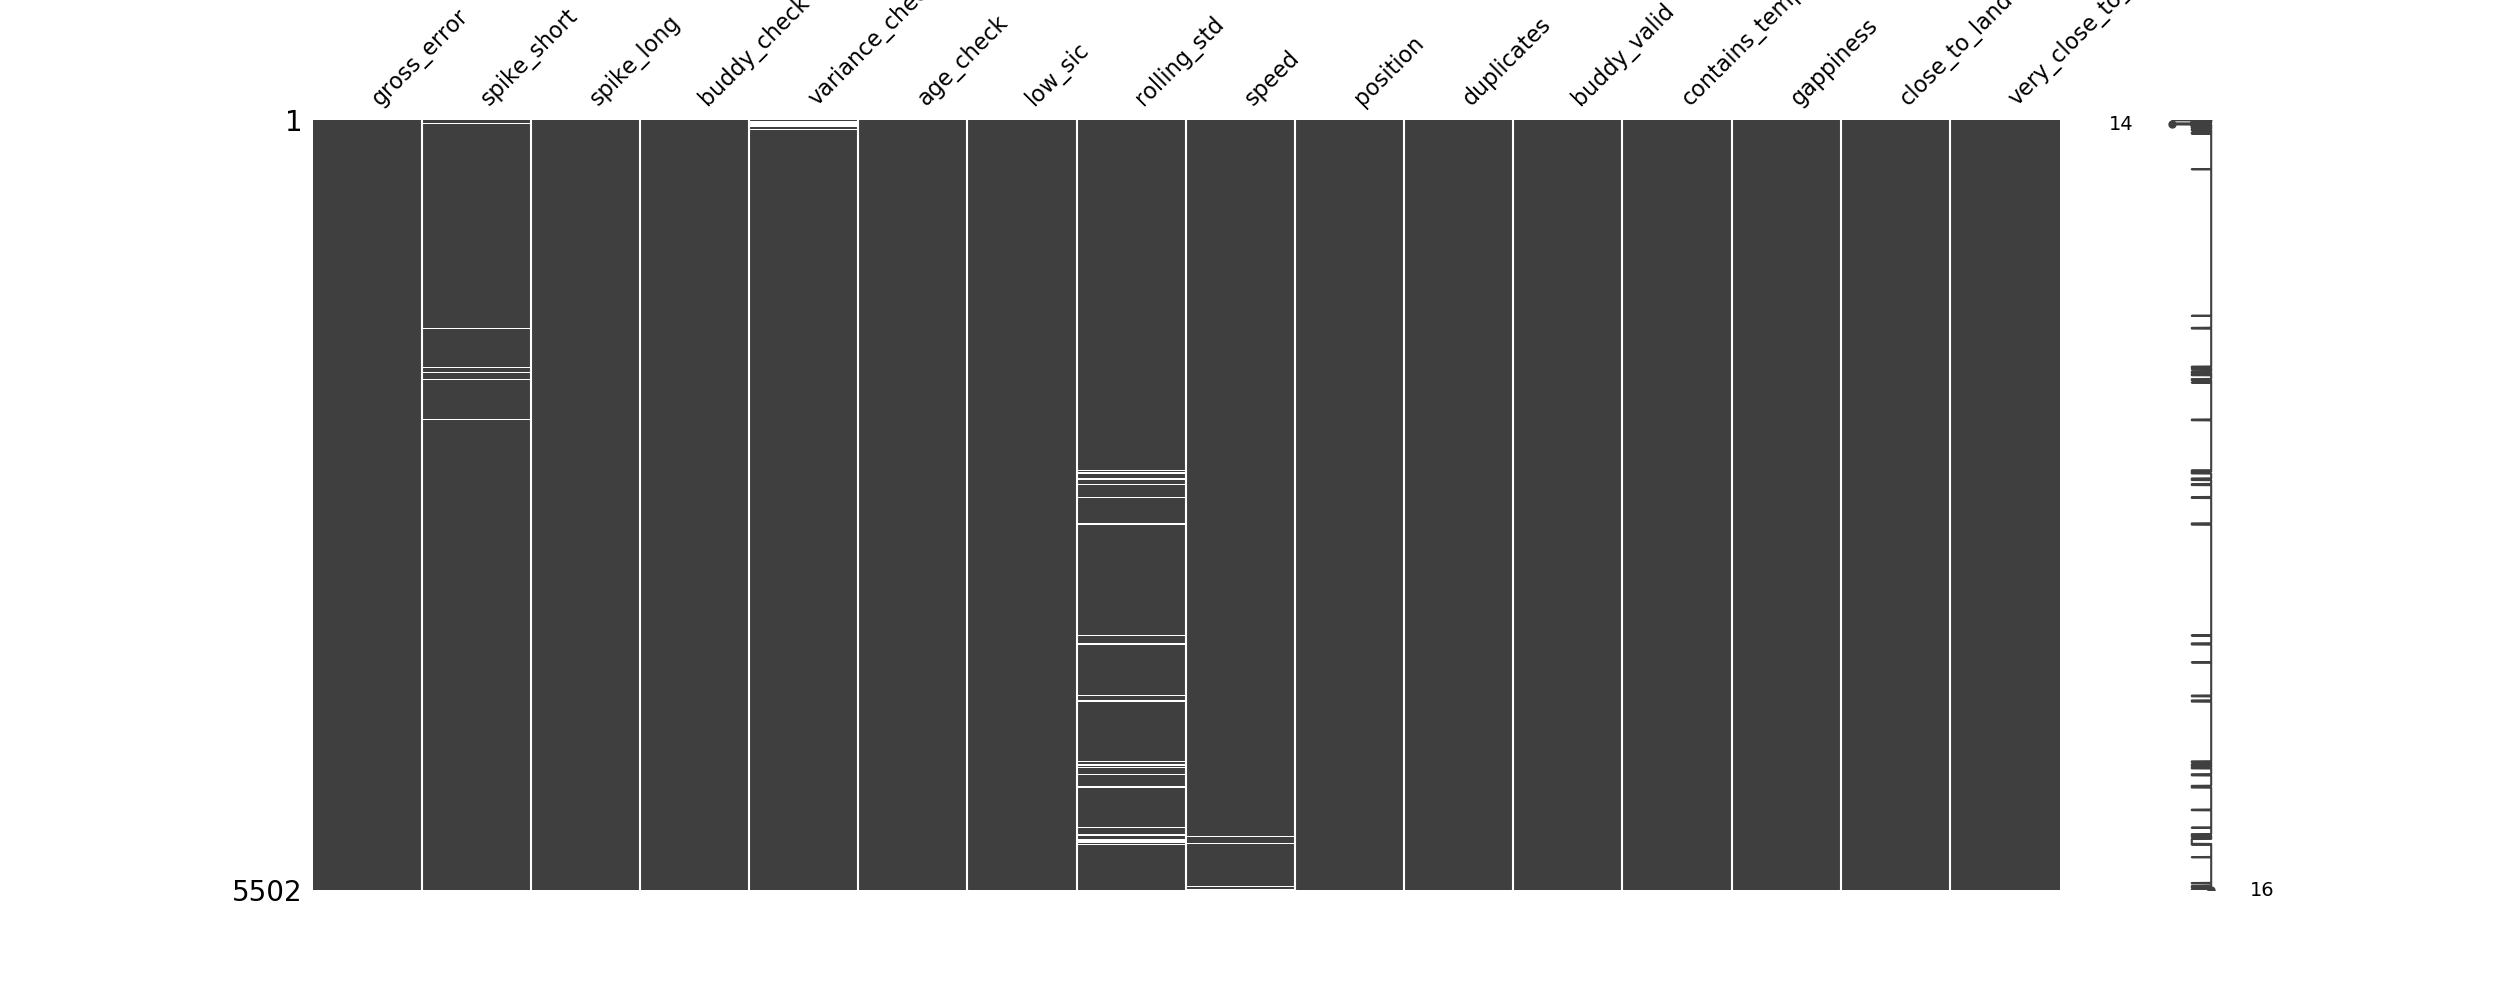 gross_error
spike_short
spike_long
buddy_check
age_check
low_sic
rolling_std
speed
position
duplicates
buddy_valid
gappiness
close_to_land
1
14
5502
16